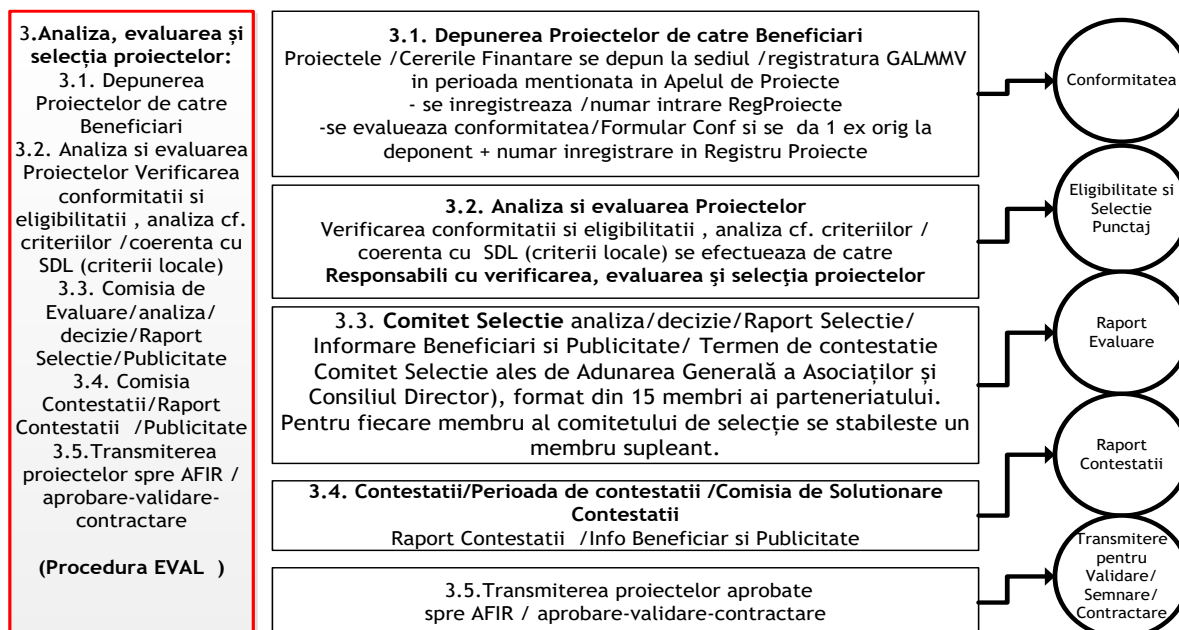 3.Analiza, evaluarea și
selecția proiectelor:
3.1. Depunerea
Proiectelor de catre
Beneficiari
3.2. Analiza si evaluarea
Proiectelor Verificarea
conformitatii si
eligibilitatii , analiza cf.
criteriilor /coerenta cu
SDL (criterii locale)
3.3. Comisia de
Evaluare/analiza/
decizie/Raport
Selectie/Publicitate
3.4. Comisia
Contestatii/Raport
Contestatii /Publicitate
3.5.Transmiterea
proiectelor spre AFIR /
aprobare-validare-
contractare
(Procedura EVAL )
3.1. Depunerea Proiectelor de catre Beneficiari
Proiectele /Cererile Finantare se depun la sediul /registratura GALMMV
in perioada mentionata in Apelul de Proiecte
- se inregistreaza /numar intrare RegProiecte
-se evalueaza conformitatea/Formular Conf si se da 1 ex orig la
deponent + numar inregistrare in Registru Proiecte
Conformitatea
3.2. Analiza si evaluarea Proiectelor
Verificarea conformitatii si eligibilitatii , analiza cf. criteriilor /
coerenta cu SDL (criterii locale) se efectueaza de catre
Responsabili cu verificarea, evaluarea şi selecţia proiectelor
Eligibilitate si
Selectie
Punctaj
3.3. Comitet Selectie analiza/decizie/Raport Selectie/
Informare Beneficiari si Publicitate/ Termen de contestatie
Comitet Selectie ales de Adunarea Generală a Asociaților și
Consiliul Director), format din 15 membri ai parteneriatului.
Pentru fiecare membru al comitetului de selecție se stabileste un
membru supleant.
Raport
Evaluare
3.4. Contestatii/Perioada de contestatii /Comisia de Solutionare
Contestatii
Raport Contestatii /Info Beneficiar si Publicitate
Raport
Contestatii
3.5.Transmiterea proiectelor aprobate
spre AFIR / aprobare-validare-contractare
Transmitere
pentru
Validare/
Semnare/
Contractare